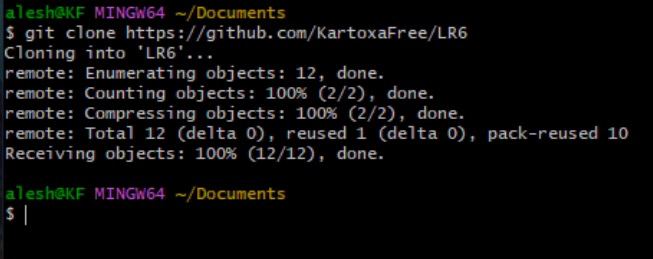 alesh@KF MINGW64 ~/Documents
$ git clone https://github.com/KartoxaFree/LR6
Cloning into 'LR6'...
remote: Enumerating objects: 12, done.
remote: Counting objects: 100% (2/2), done.
remote: Compressing objects: 100% (2/2), done.
remote: Total 12 (delta 0), reused 1 (delta 0), pack-reused 10
Receiving objects: 100% (12/12), done.
alesh@KF MINGW64 ~/Documents
$